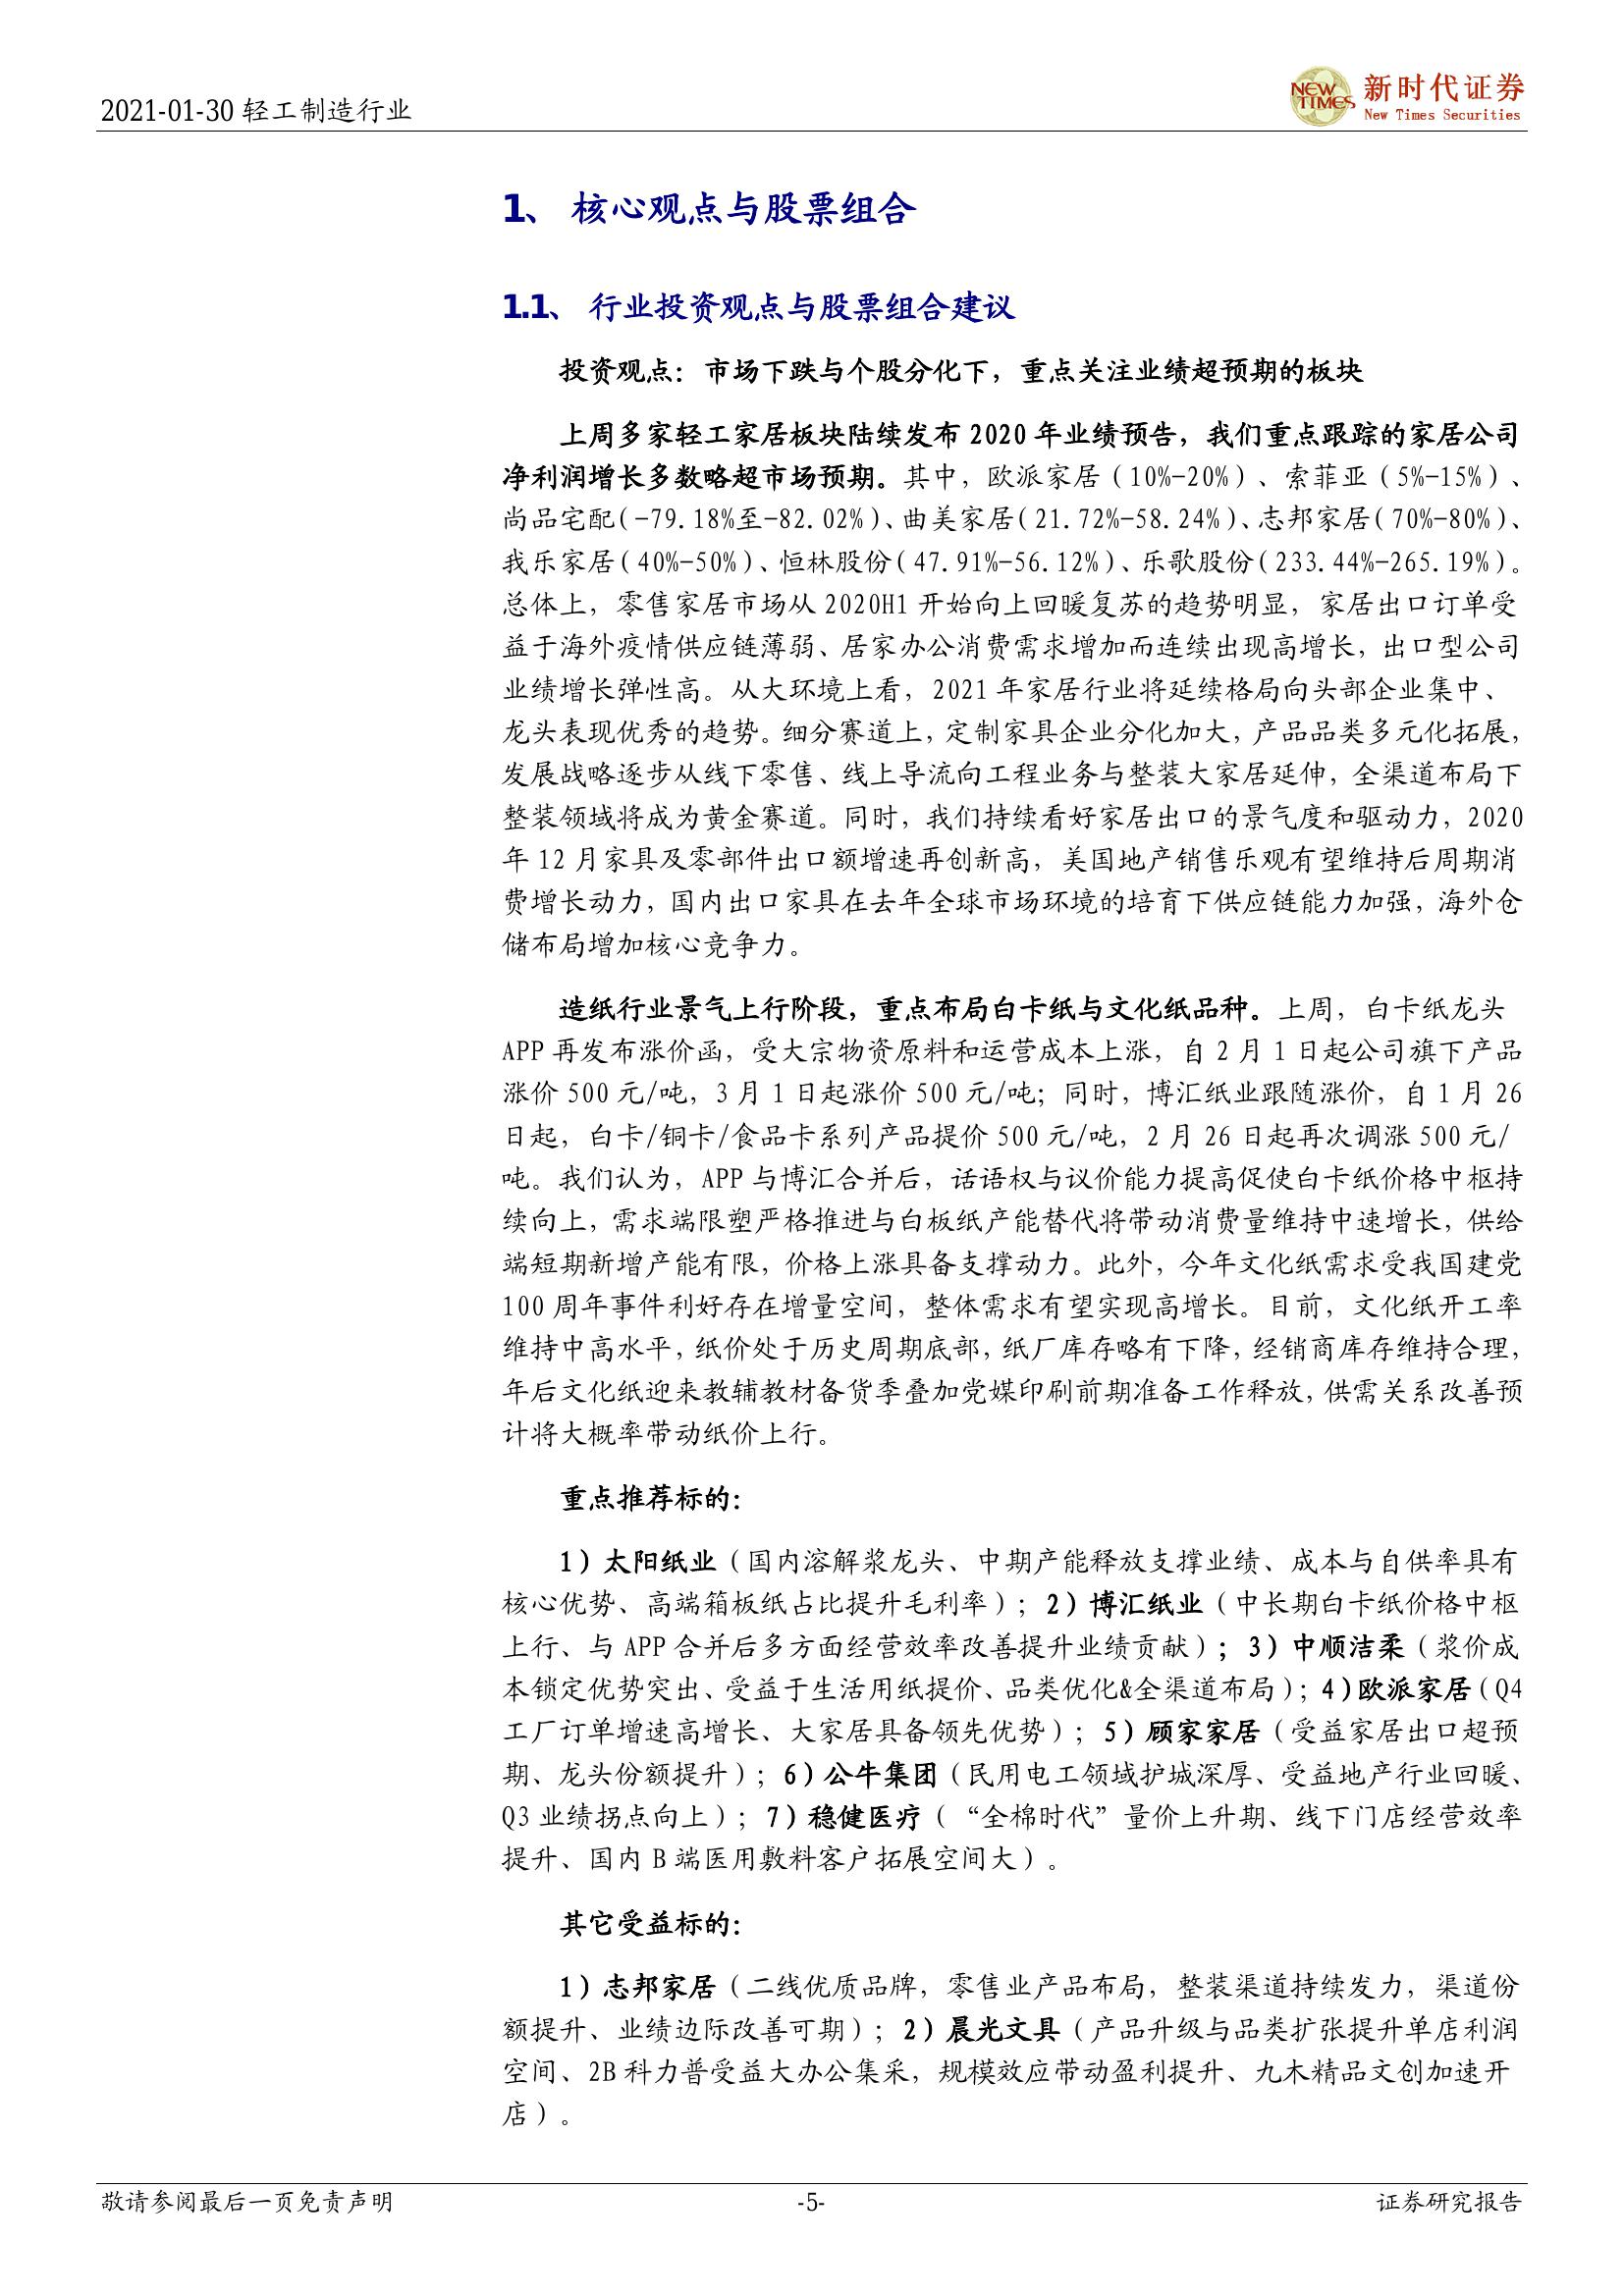 2021-01-30 轻工制造行业
NEW TIMES
新时代证券
New Times Securities
1、 核心观点与股票组合
1.1、 行业投资观点与股票组合建议
投资观点：市场下跌与个股分化下，重点关注业绩超预期的板块
上周多家轻工家居板块陆续发布 2020 年业绩预告，我们重点跟踪的家居公司
净利润增长多数略超市场预期。其中，欧派家居（10%-20%）、索菲亚（5%-15%）、
尚品宅配（-79.18%至-82.02%）、曲美家居（21.72%-58.24%）、志邦家居（70%-80%）、
我乐家居（40%-50%）、恒林股份（47.91%-56.12%）、乐歌股份（233.44%-265.19%）。
总体上，零售家居市场从 2020H1 开始向上回暖复苏的趋势明显，家居出口订单受
益于海外疫情供应链薄弱、居家办公消费需求增加而连续出现高增长，出口型公司
业绩增长弹性高。从大环境上看，2021 年家居行业将延续格局向头部企业集中、
龙头表现优秀的趋势。细分赛道上，定制家具企业分化加大，产品品类多元化拓展，
发展战略逐步从线下零售、线上导流向工程业务与整装大家居延伸，全渠道布局下
整装领域将成为黄金赛道。同时，我们持续看好家居出口的景气度和驱动力，2020
年 12 月家具及零部件出口额增速再创新高，美国地产销售乐观有望维持后周期消
费增长动力，国内出口家具在去年全球市场环境的培育下供应链能力加强，海外仓
储布局增加核心竞争力。
造纸行业景气上行阶段，重点布局白卡纸与文化纸品种。上周，白卡纸龙头
APP 再发布涨价函，受大宗物资原料和运营成本上涨，自 2 月 1 日起公司旗下产品
涨价 500 元/吨，3 月 1 日起涨价 500 元/吨；同时，博汇纸业跟随涨价，自 1 月 26
日起，白卡/铜卡/食品卡系列产品提价 500 元/吨，2 月 26 日起再次调涨 500 元/
吨。我们认为，APP 与博汇合并后，话语权与议价能力提高促使白卡纸价格中枢持
续向上，需求端限塑严格推进与白板纸产能替代将带动消费量维持中速增长，供给
端短期新增产能有限，价格上涨具备支撑动力。此外，今年文化纸需求受我国建党
100 周年事件利好存在增量空间，整体需求有望实现高增长。目前，文化纸开工率
维持中高水平，纸价处于历史周期底部，纸厂库存略有下降，经销商库存维持合理，
年后文化纸迎来教辅教材备货季叠加党媒印刷前期准备工作释放，供需关系改善预
计将大概率带动纸价上行。
重点推荐标的：
1）太阳纸业（国内溶解浆龙头、中期产能释放支撑业绩、成本与自供率具有
核心优势、高端箱板纸占比提升毛利率）；2）博汇纸业（中长期白卡纸价格中枢
上行、与 APP 合并后多方面经营效率改善提升业绩贡献）；3）中顺洁柔（浆价成
本锁定优势突出、受益于生活用纸提价、品类优化&全渠道布局）；4）欧派家居（Q4
工厂订单增速高增长、大家居具备领先优势）；5）顾家家居（受益家居出口超预
期、龙头份额提升）；6）公牛集团（民用电工领域护城深厚、受益地产行业回暖、
Q3 业绩拐点向上）；7）稳健医疗（“全棉时代”量价上升期、线下门店经营效率
提升、国内 B 端医用敷料客户拓展空间大）。
其它受益标的：
1）志邦家居（二线优质品牌，零售业产品布局，整装渠道持续发力，渠道份
额提升、业绩边际改善可期）；2）晨光文具（产品升级与品类扩张提升单店利润
空间、2B 科力普受益大办公集采，规模效应带动盈利提升、九木精品文创加速开
店）。
敬请参阅最后一页免责声明
-5-
证券研究报告